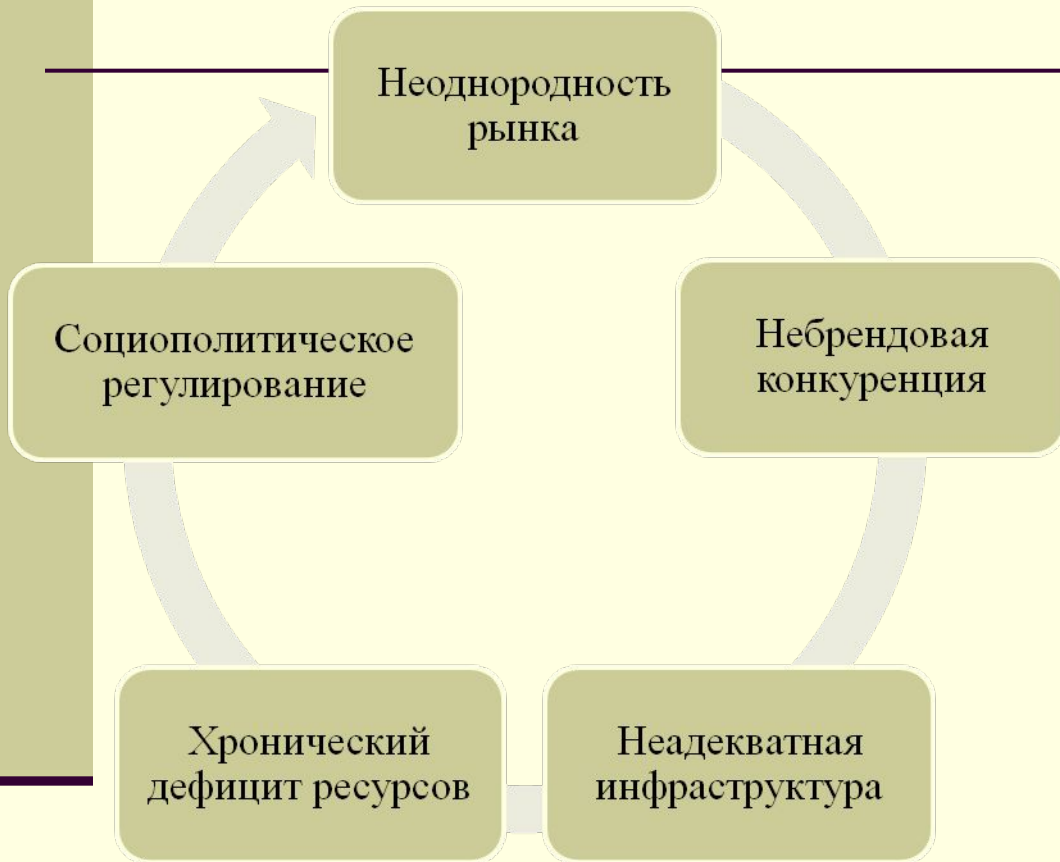 Неоднородность
рынка
Небрендовая
конкуренция
Неадекватная
инфраструктура
Хронический
дефицит ресурсов
Социополитическое
регулирование